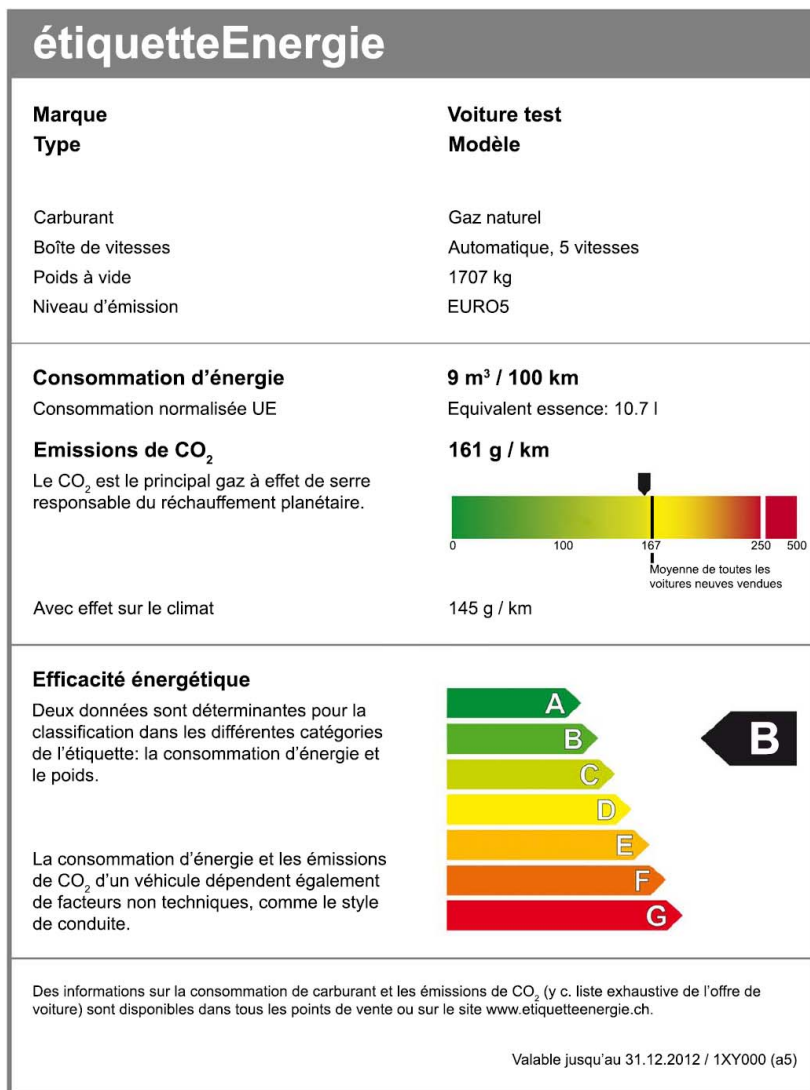 étiquetteEnergie
Marque Voiture test
Type Modèle
Carburant Gaz naturel
Boîte de vitesses Automatique, 5 vitesses
Poids à vide 1707 kg
Niveau d'émission EURO5
Consommation d'énergie 9 m³ / 100 km
Consommation normalisée UE Equivalent essence: 10.7 l
Emissions de CO₂ 161 g / km
Le CO₂ est le principal gaz à effet de serre
responsable du réchauffement planétaire.
0 100 167 250 500
Moyenne de toutes les
voitures neuves vendues
Avec effet sur le climat 145 g / km
Efficacité énergétique
Deux données sont déterminantes pour la
classification dans les différentes catégories
de l'étiquette: la consommation d'énergie et
le poids.
La consommation d'énergie et les émissions
de CO₂ d'un véhicule dépendent également
de facteurs non techniques, comme le style
de conduite.
A
B
C
D
E
F
G
B
Des informations sur la consommation de carburant et les émissions de CO₂ (y c. liste exhaustive de l'offre de
voiture) sont disponibles dans tous les points de vente ou sur le site www.etiquetteenergie.ch.
Valable jusqu'au 31.12.2012 / 1XY000 (a5)